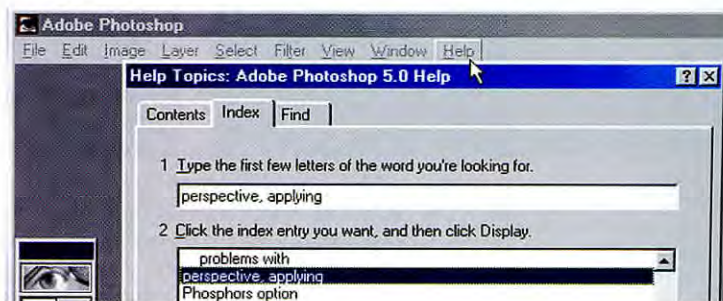 Adobe Photoshop
File Edit Image Layer Select Filter View Window Help
Help Topics: Adobe Photoshop 5.0 Help
Contents Index Find
1 Type the first few letters of the word you're looking for.
perspective, applying
2 Click the index entry you want, and then click Display.
problems with
perspective, applying
Phosphors option